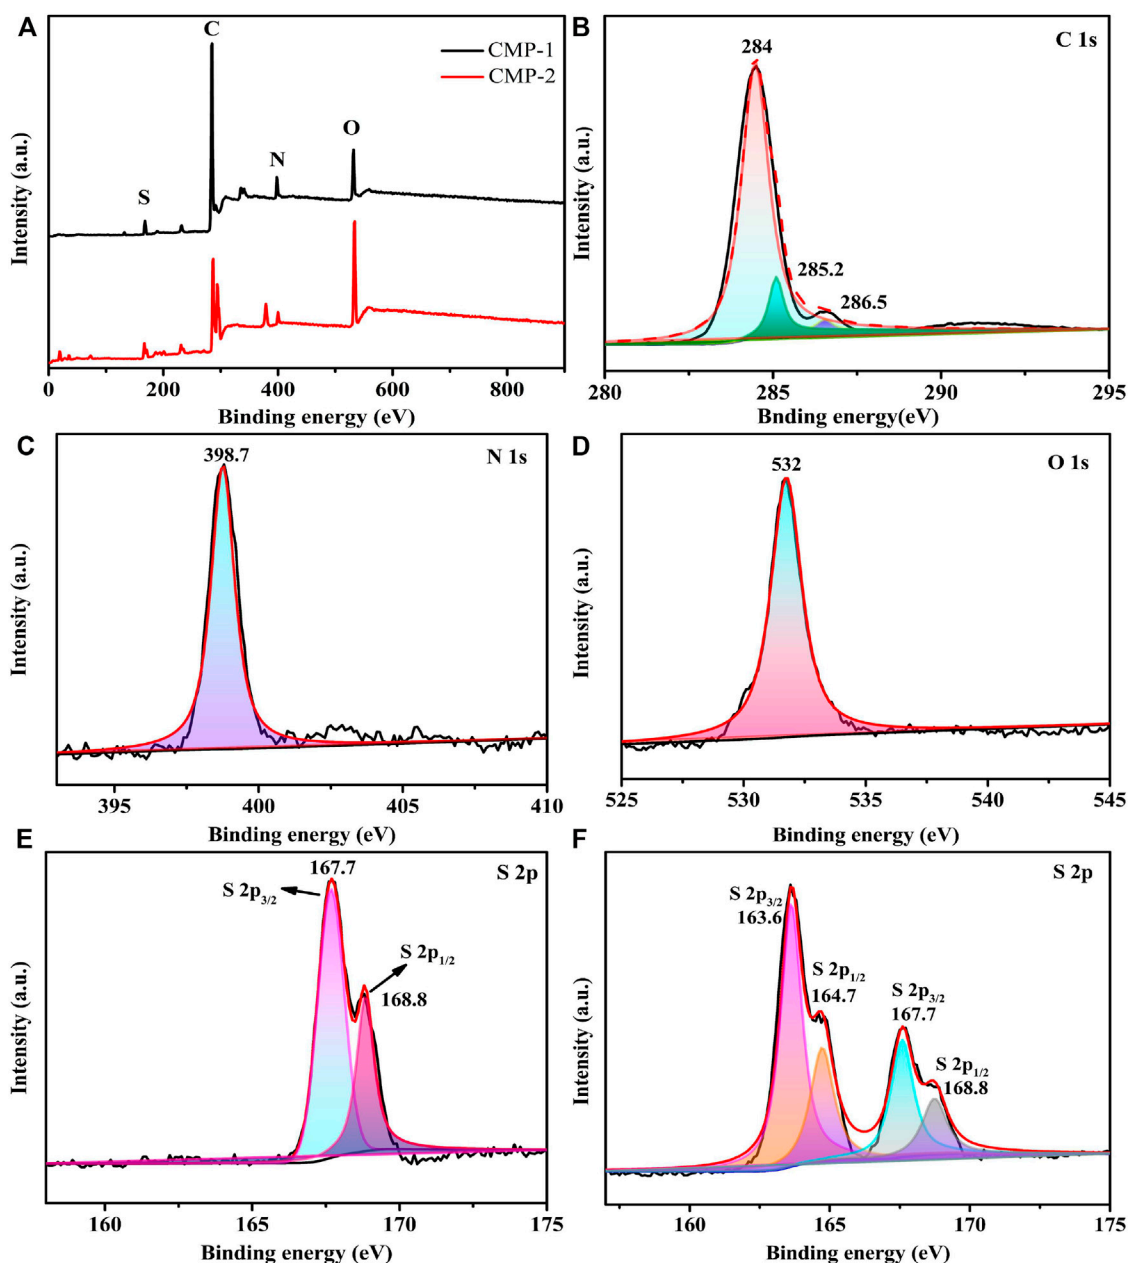 A
C
CMP-1
CMP-2
O
N
S
Intensity (a.u.)
0 200 400 600 800
Binding energy (eV)
B
284
C 1s
285.2
286.5
Intensity (a.u.)
280 285 290 295
Bnding energy(eV)
C
398.7
N 1s
Intensity (a.u.)
395 400 405 410
Binding energy (eV)
D
532
O 1s
Intensity (a.u.)
525 530 535 540 545
Binding energy (eV)
E
167.7
S 2p
S 2p3/2
S 2p1/2
168.8
Intensity (a.u.)
160 165 170 175
Binding energy (eV)
F
S 2p
S 2p3/2
163.6
S 2p1/2
164.7
S 2p3/2
167.7
S 2p1/2
168.8
Intensity (a.u.)
160 165 170 175
Binding energy (eV)